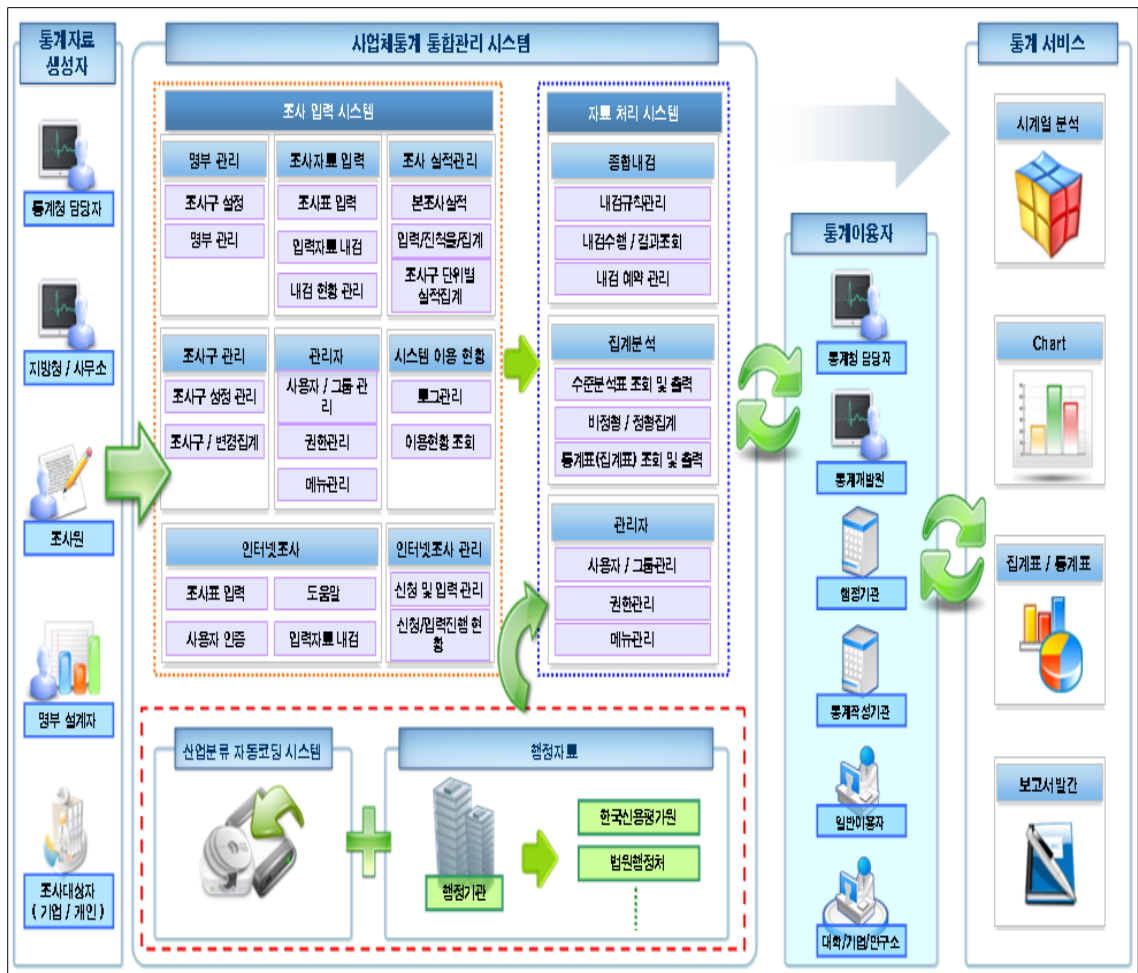 통계자료
생성자
통계청 담당자
지방청 / 사무소
조사원
명부 설계자
조사대상자
( 기업 / 개인 )
사업체통계 통합관리 시스템
조사 입력 시스템
명부 관리
조사구 설정
명부 관리
조사자료 입력
조사표 입력
입력자료 내검
내검 현황 관리
조사 실적관리
본조사실적
입력/진척율/집계
조사구 단위별
실적집계
조사구 관리
조사구 설정 관리
조사구 / 변경집계
관리자
사용자 / 그룹 관
리
권한관리
메뉴관리
시스템 이용 현황
로그관리
이용현황 조회
인터넷조사
조사표 입력
도움말
사용자 인증
입력자료 내검
인터넷조사 관리
신청 및 입력 관리
신청/입력진행 현
황
자료 처리 시스템
종합내검
내검규칙관리
내검수행 / 결과조회
내검 예약 관리
집계분석
수준분석표 조회 및 출력
비정형 / 정형집계
통계표(집계표) 조회 및 출력
관리자
사용자 / 그룹관리
권한관리
메뉴관리
산업분류 자동코딩 시스템
행정자료
행정기관
한국신용평가원
법원행정처
통계이용자
통계청 담당자
통계개발원
행정기관
통계작성기관
일반이용자
대학/기업/연구소
통계 서비스
시계열 분석
Chart
집계표 / 통계표
보고서발간